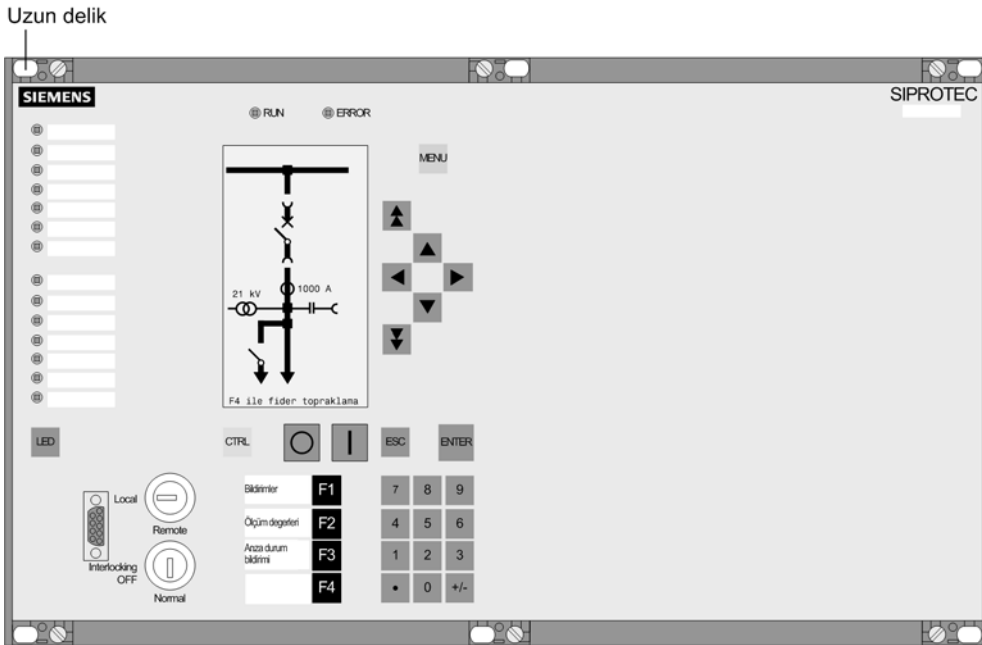 Uzun delik
SIEMENS
SIPROTEC
RUN
ERROR
MENU
21 kV
1000 A
F4 ile fider topraklama
LED
CTRL
ESC
ENTER
Local
Remote
Interlocking
OFF
Normal
Bildirimler
F1
Ölçüm degerleri
F2
Arıza durum
bildirimi
F3
F4
7 8 9
4 5 6
1 2 3
• 0 +/-